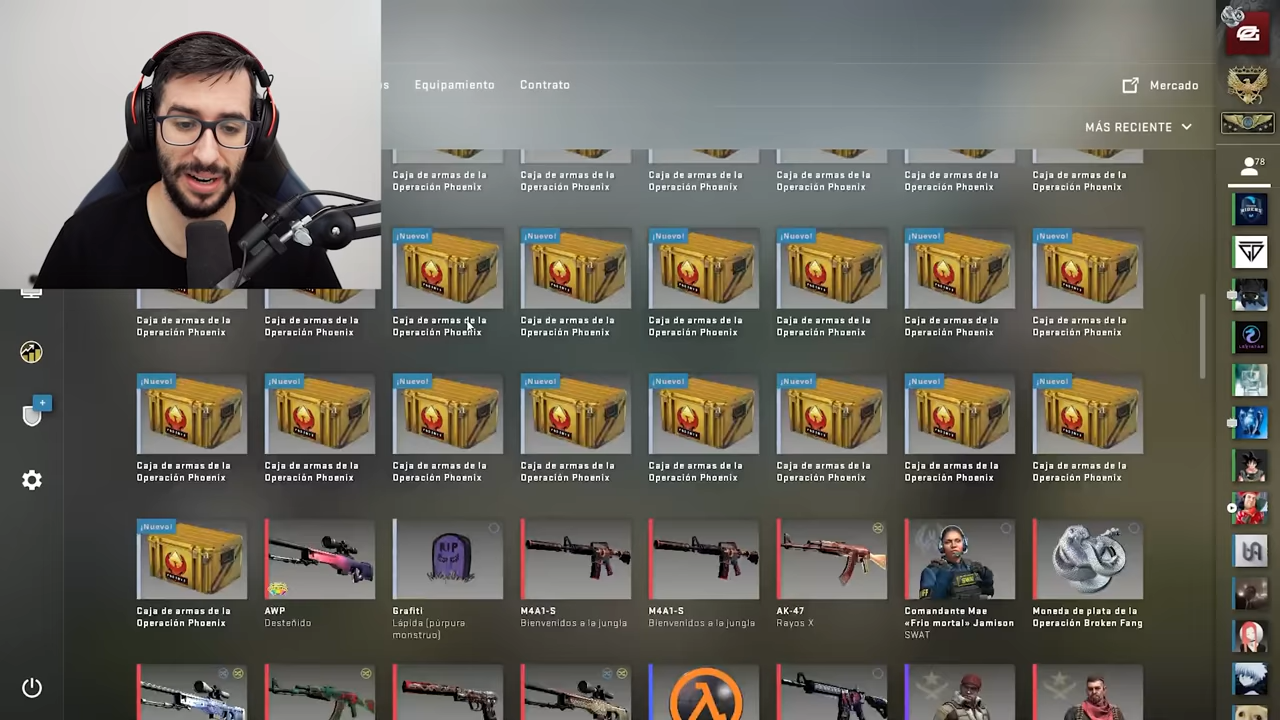 os
Equipamiento
Contrato
Mercado
MÁS RECIENTE
78
Caja de armas de la
Operación Phoenix
Caja de armas de la
Operación Phoenix
Caja de armas de la
Operación Phoenix
Caja de armas de la
Operación Phoenix
Caja de armas de la
Operación Phoenix
Caja de armas de la
Operación Phoenix
¡Nuevo!
¡Nuevo!
¡Nuevo!
¡Nuevo!
¡Nuevo!
¡Nuevo!
Caja de armas de la
Operación Phoenix
Caja de armas de la
Operación Phoenix
Caja de armas de la
Operación Phoenix
Caja de armas de la
Operación Phoenix
Caja de armas de la
Operación Phoenix
Caja de armas de la
Operación Phoenix
Caja de armas de la
Operación Phoenix
Caja de armas de la
Operación Phoenix
¡Nuevo!
¡Nuevo!
¡Nuevo!
¡Nuevo!
¡Nuevo!
¡Nuevo!
¡Nuevo!
¡Nuevo!
Caja de armas de la
Operación Phoenix
Caja de armas de la
Operación Phoenix
Caja de armas de la
Operación Phoenix
Caja de armas de la
Operación Phoenix
Caja de armas de la
Operación Phoenix
Caja de armas de la
Operación Phoenix
Caja de armas de la
Operación Phoenix
Caja de armas de la
Operación Phoenix
¡Nuevo!
RIP
Caja de armas de la
Operación Phoenix
AWP
Desteñido
Grafiti
Lápida (púrpura
monstruo)
M4A1-S
Bienvenidos a la jungla
M4A1-S
Bienvenidos a la jungla
AK-47
Rayos X
Comandante Mae
«Frío mortal» Jamison
SWAT
Moneda de plata de la
Operación Broken Fang